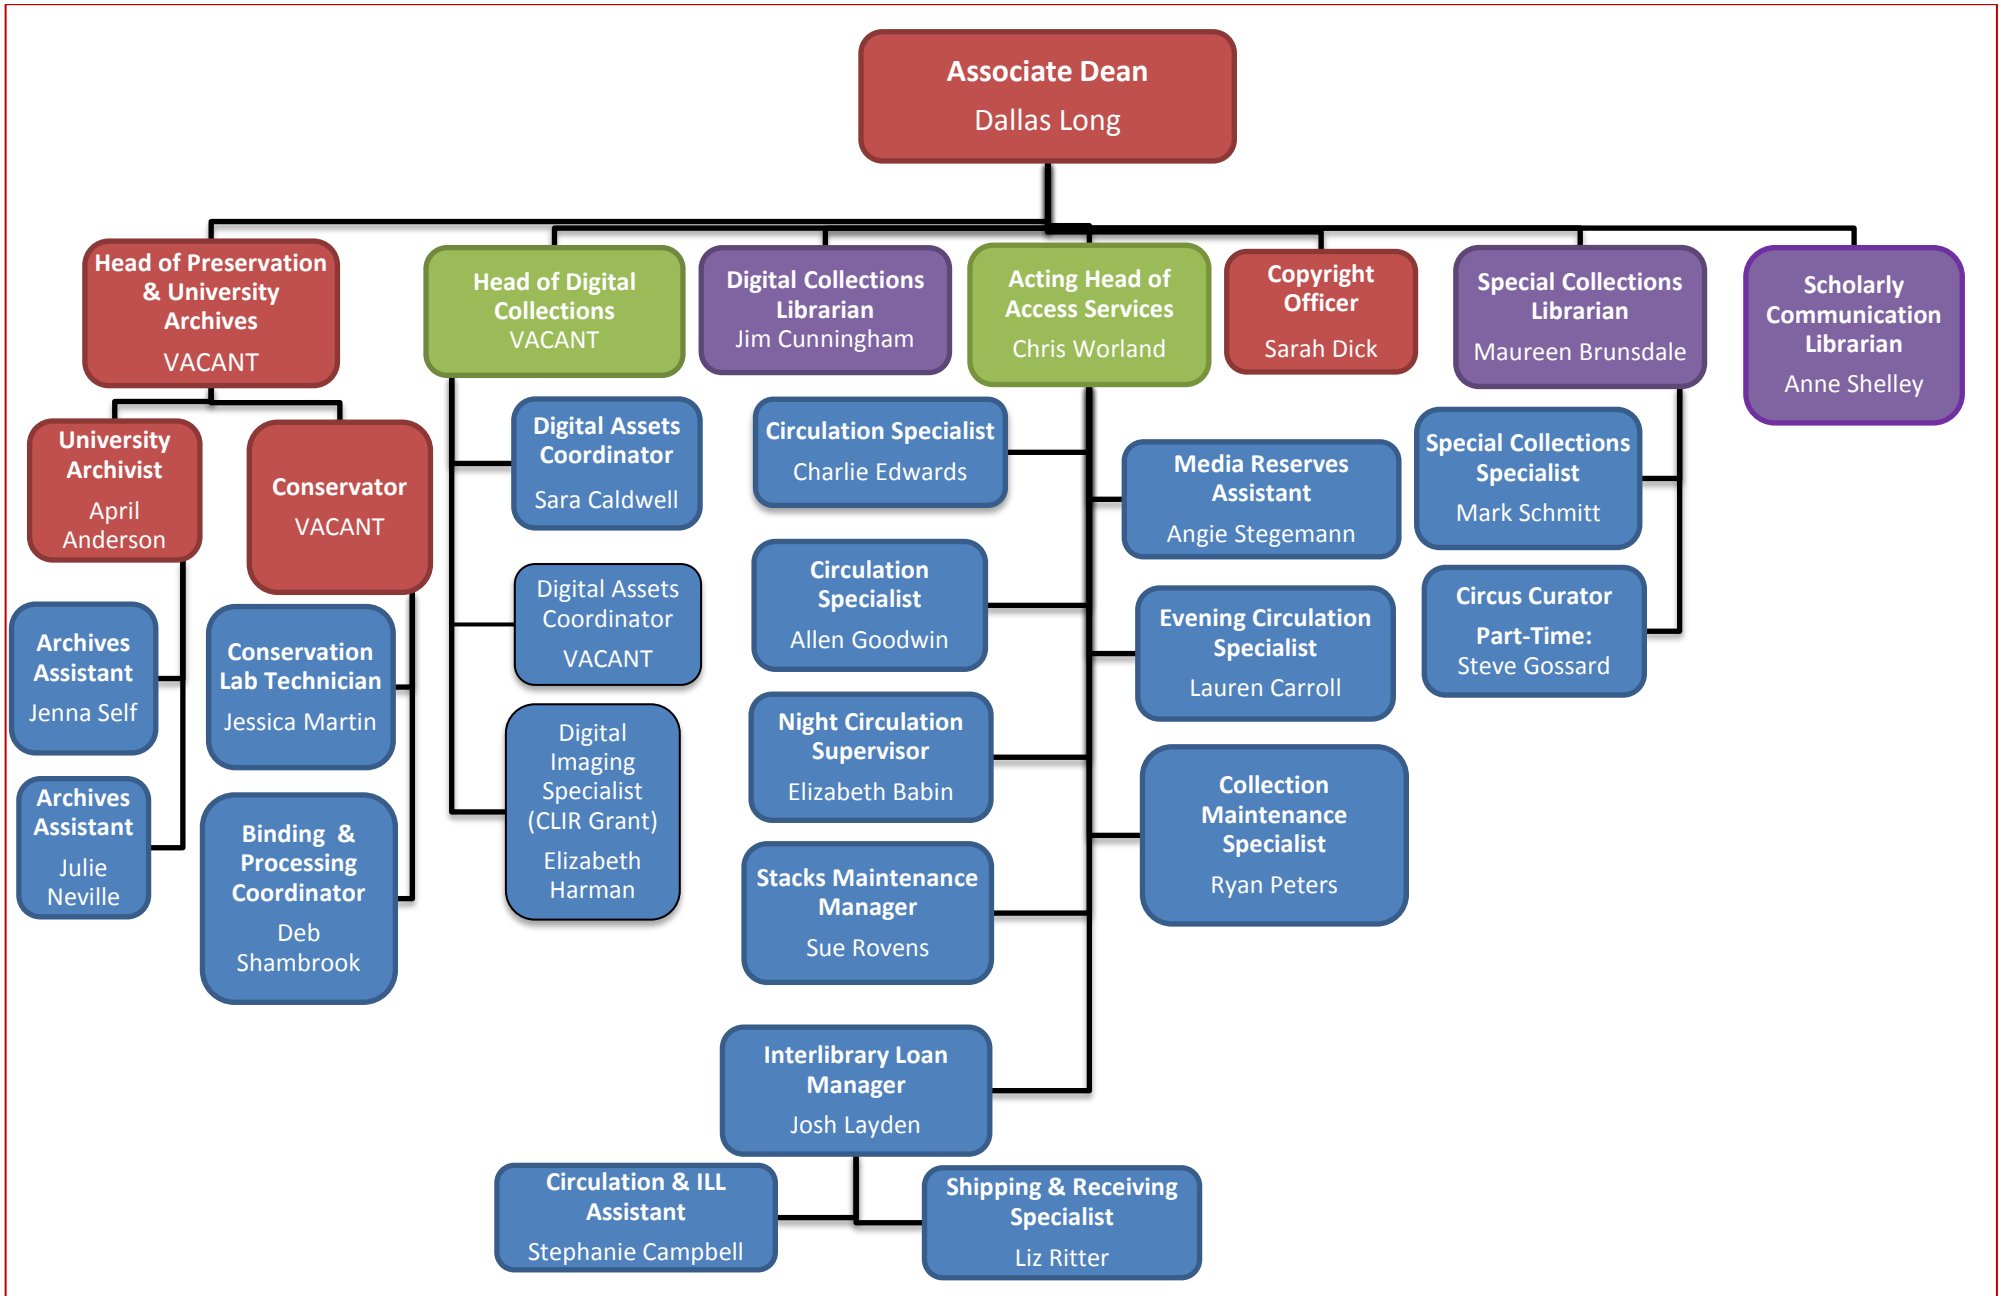 Associate Dean
Dallas Long
Head of Preservation
& University
Archives
VACANT
Head of Digital
Collections
VACANT
Digital Collections
Librarian
Jim Cunningham
Acting Head of
Access Services
Chris Worland
Copyright
Officer
Sarah Dick
Special Collections
Librarian
Maureen Brunsdale
Scholarly
Communication
Librarian
Anne Shelley
University
Archivist
April
Anderson
Conservator
VACANT
Digital Assets
Coordinator
Sara Caldwell
Circulation Specialist
Charlie Edwards
Media Reserves
Assistant
Angie Stegemann
Special Collections
Specialist
Mark Schmitt
Archives
Assistant
Jenna Self
Conservation
Lab Technician
Jessica Martin
Digital Assets
Coordinator
VACANT
Circulation
Specialist
Allen Goodwin
Evening Circulation
Specialist
Lauren Carroll
Circus Curator
Part-Time:
Steve Gossard
Archives
Assistant
Julie
Neville
Binding & 
Processing
Coordinator
Deb
Shambrook
Digital
Imaging
Specialist
(CLIR Grant)
Elizabeth
Harman
Night Circulation
Supervisor
Elizabeth Babin
Collection
Maintenance
Specialist
Ryan Peters
Stacks Maintenance
Manager
Sue Rovens
Interlibrary Loan
Manager
Josh Layden
Circulation & ILL
Assistant
Stephanie Campbell
Shipping & Receiving
Specialist
Liz Ritter